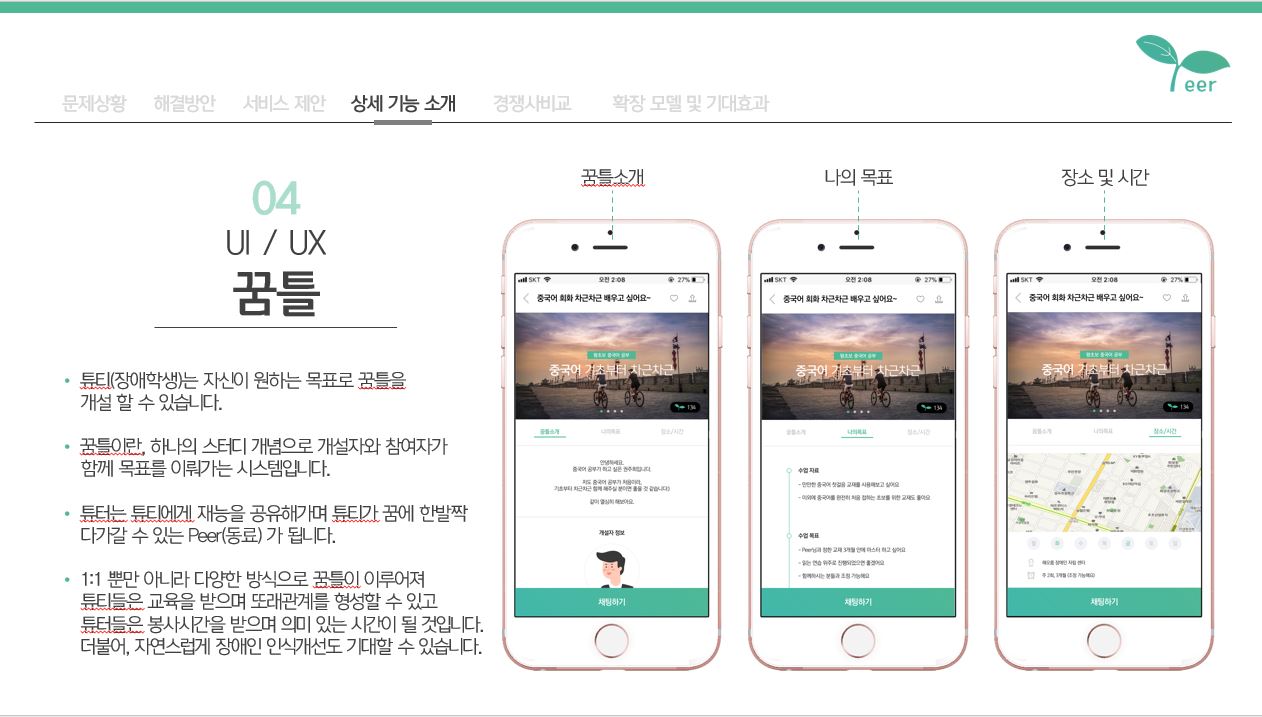 eer
문제상황 해결방안 서비스 제안 상세 기능 소개 경쟁사비교 확장 모델 및 기대효과
04
UI / UX
꿈틀
• 튜티(장애학생)는 자신이 원하는 목표로 꿈틀을
개설 할 수 있습니다.
• 꿈틀이란, 하나의 스터디 개념으로 개설자와 참여자가
함께 목표를 이뤄가는 시스템입니다.
• 튜터는 튜티에게 재능을 공유해가며 튜티가 꿈에 한발짝
다가갈 수 있는 Peer(동료) 가 됩니다.
• 1:1 뿐만 아니라 다양한 방식으로 꿈틀이 이루어져
튜티들은 교육을 받으며 또래관계를 형성할 수 있고
튜터들은 봉사시간을 받으며 의미 있는 시간이 될 것입니다.
더불어, 자연스럽게 장애인 인식개선도 기대할 수 있습니다.
꿈틀소개
SKT 오전 2:08 27%
중국어 회화 차근차근 배우고 싶어요~
왕초보 중국어 공부
중국어 기초부터 차근차근
134
꿈틀소개 나의목표 장소/시간
안녕하세요.
중국어 공부가 하고 싶은 권주희입니다.
저도 중국어 공부가 처음이라,
기초부터 차근차근 함께 해주실 분이면 좋을 것 같습니다!
같이 열심히 해보아요.
개설자 정보
채팅하기
나의 목표
SKT 오전 2:08 27%
중국어 회화 차근차근 배우고 싶어요~
왕초보 중국어 공부
중국어 기초부터 차근차근
134
꿈틀소개 나의목표 장소/시간
수업 자료
- 만만한 중국어 첫걸음 교재를 사용해보고 싶어요
- 이외에 중국어를 완전히 처음 접하는 초보를 위한 교재도 좋아요
수업 목표
- Peer님과 정한 교재 3개월 안에 마스터 하고 싶어요
- 읽는 연습 위주로 진행되었으면 좋겠어요
- 함께하시는 분들과 조정 가능해요
채팅하기
장소 및 시간
SKT 오전 2:08 27%
중국어 회화 차근차근 배우고 싶어요~
왕초보 중국어 공부
중국어 기초부터 차근차근
134
꿈틀소개 나의목표 장소/시간
월 화 수 목 금 토 일
해오름 장애인 자립 센터
주 2회, 3개월 (조정 가능해요)
채팅하기